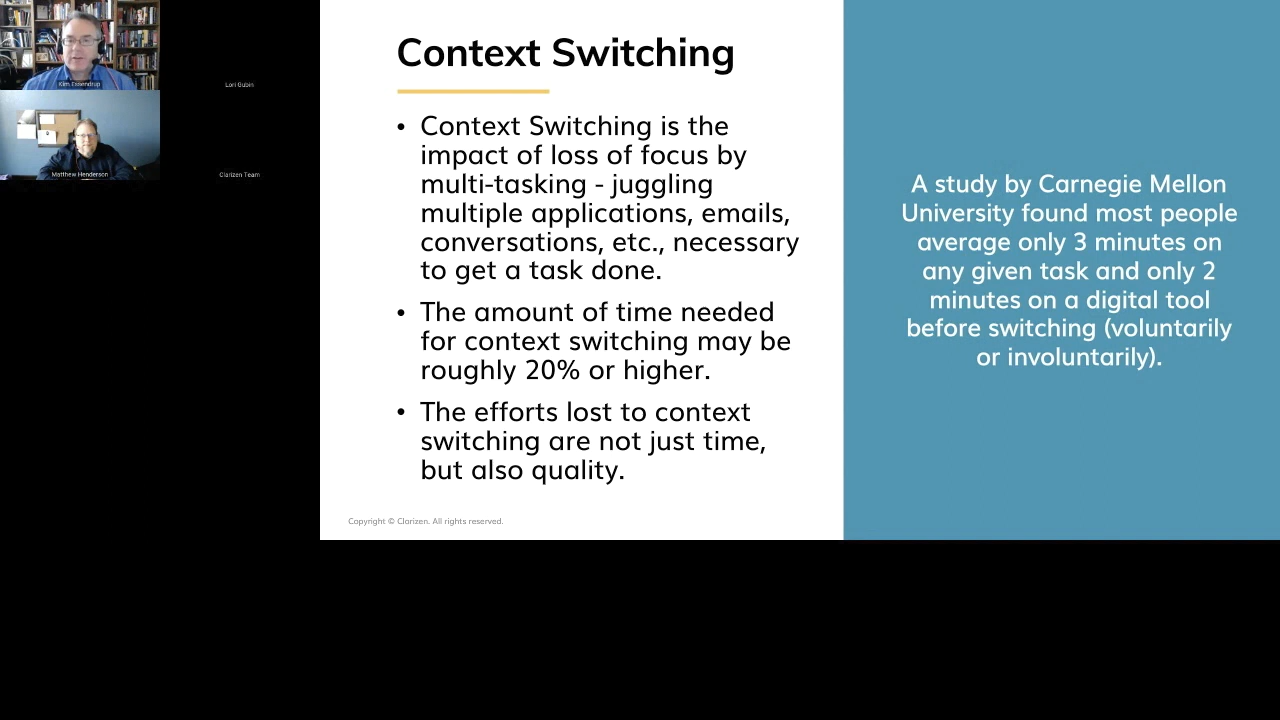 Kim Essendrup
Lori Gubin
Matthew Henderson
Clarizen Team
Context Switching
• Context Switching is the
impact of loss of focus by
multi-tasking - juggling
multiple applications, emails,
conversations, etc., necessary
to get a task done.
• The amount of time needed
for context switching may be
roughly 20% or higher.
• The efforts lost to context
switching are not just time,
but also quality.
Copyright © Clarizen. All rights reserved.
A study by Carnegie Mellon
University found most people
average only 3 minutes on
any given task and only 2
minutes on a digital tool
before switching (voluntarily
or involuntarily).